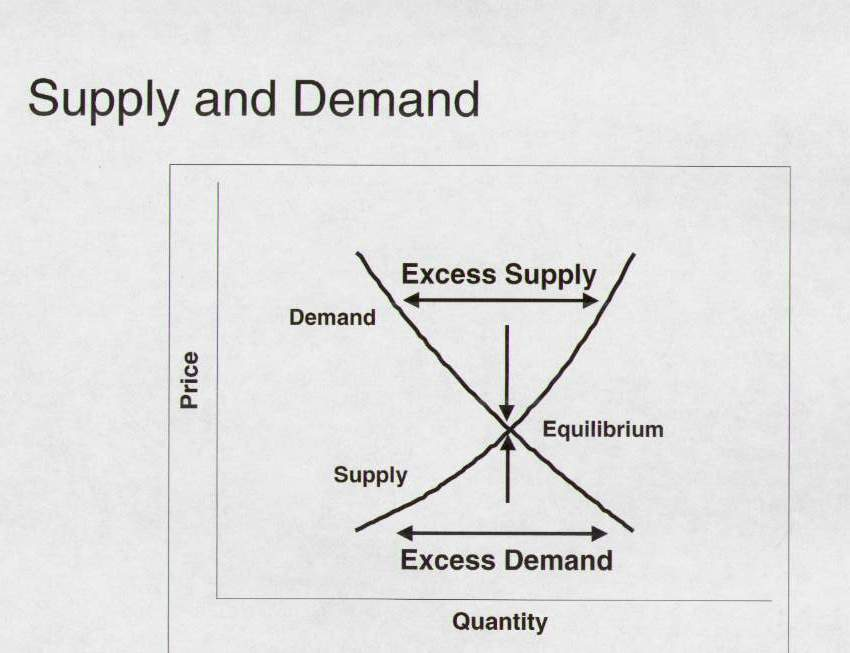 Supply and Demand
Excess Supply
Demand
Price
Equilibrium
Supply
Excess Demand
Quantity